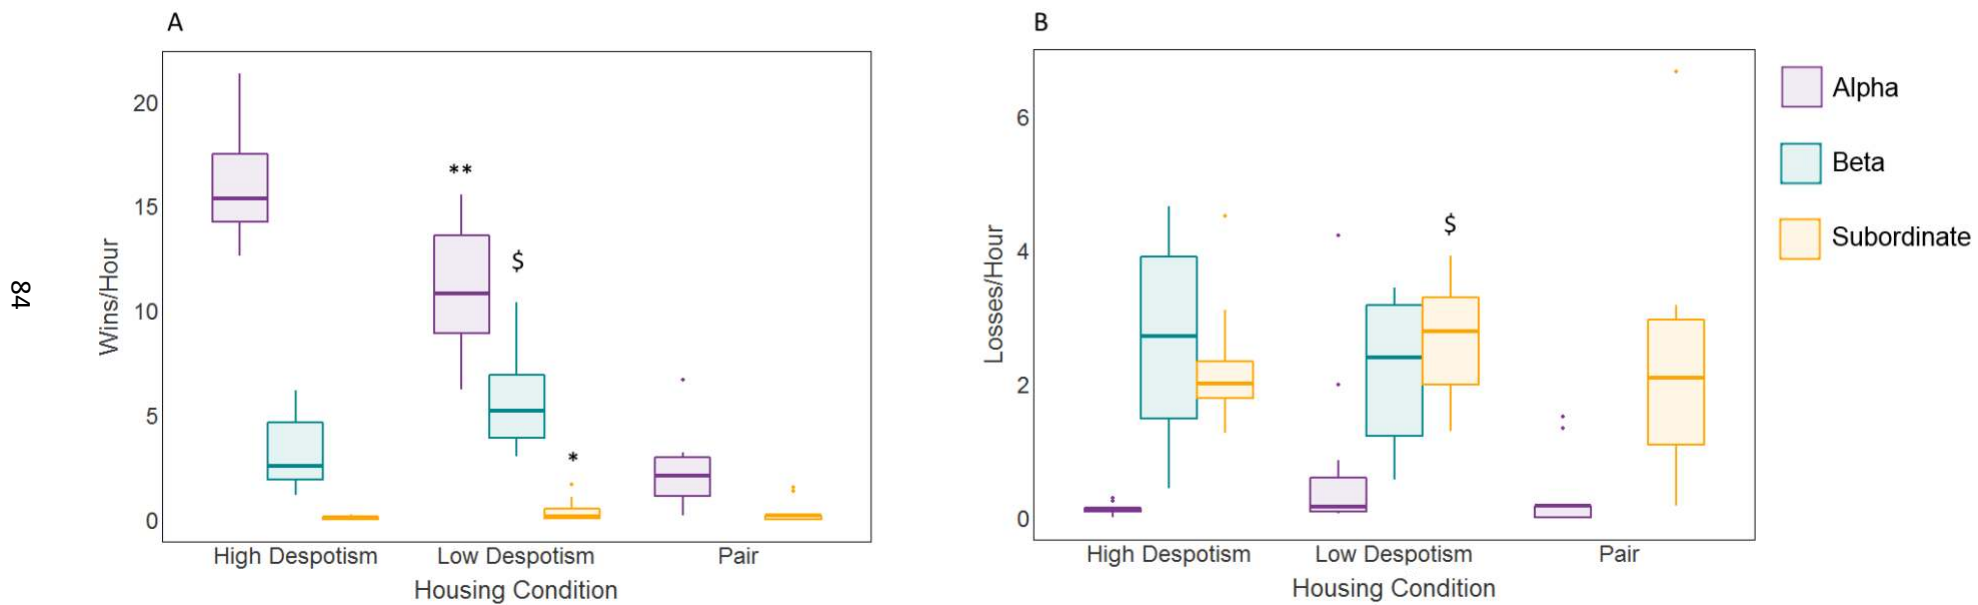 A
Wins/Hour
20
15
10
5
0
**
$
*
High Despotism
Low Despotism
Pair
Housing Condition
B
Losses/Hour
6
4
2
0
$
High Despotism
Low Despotism
Pair
Housing Condition
Alpha
Beta
Subordinate
84